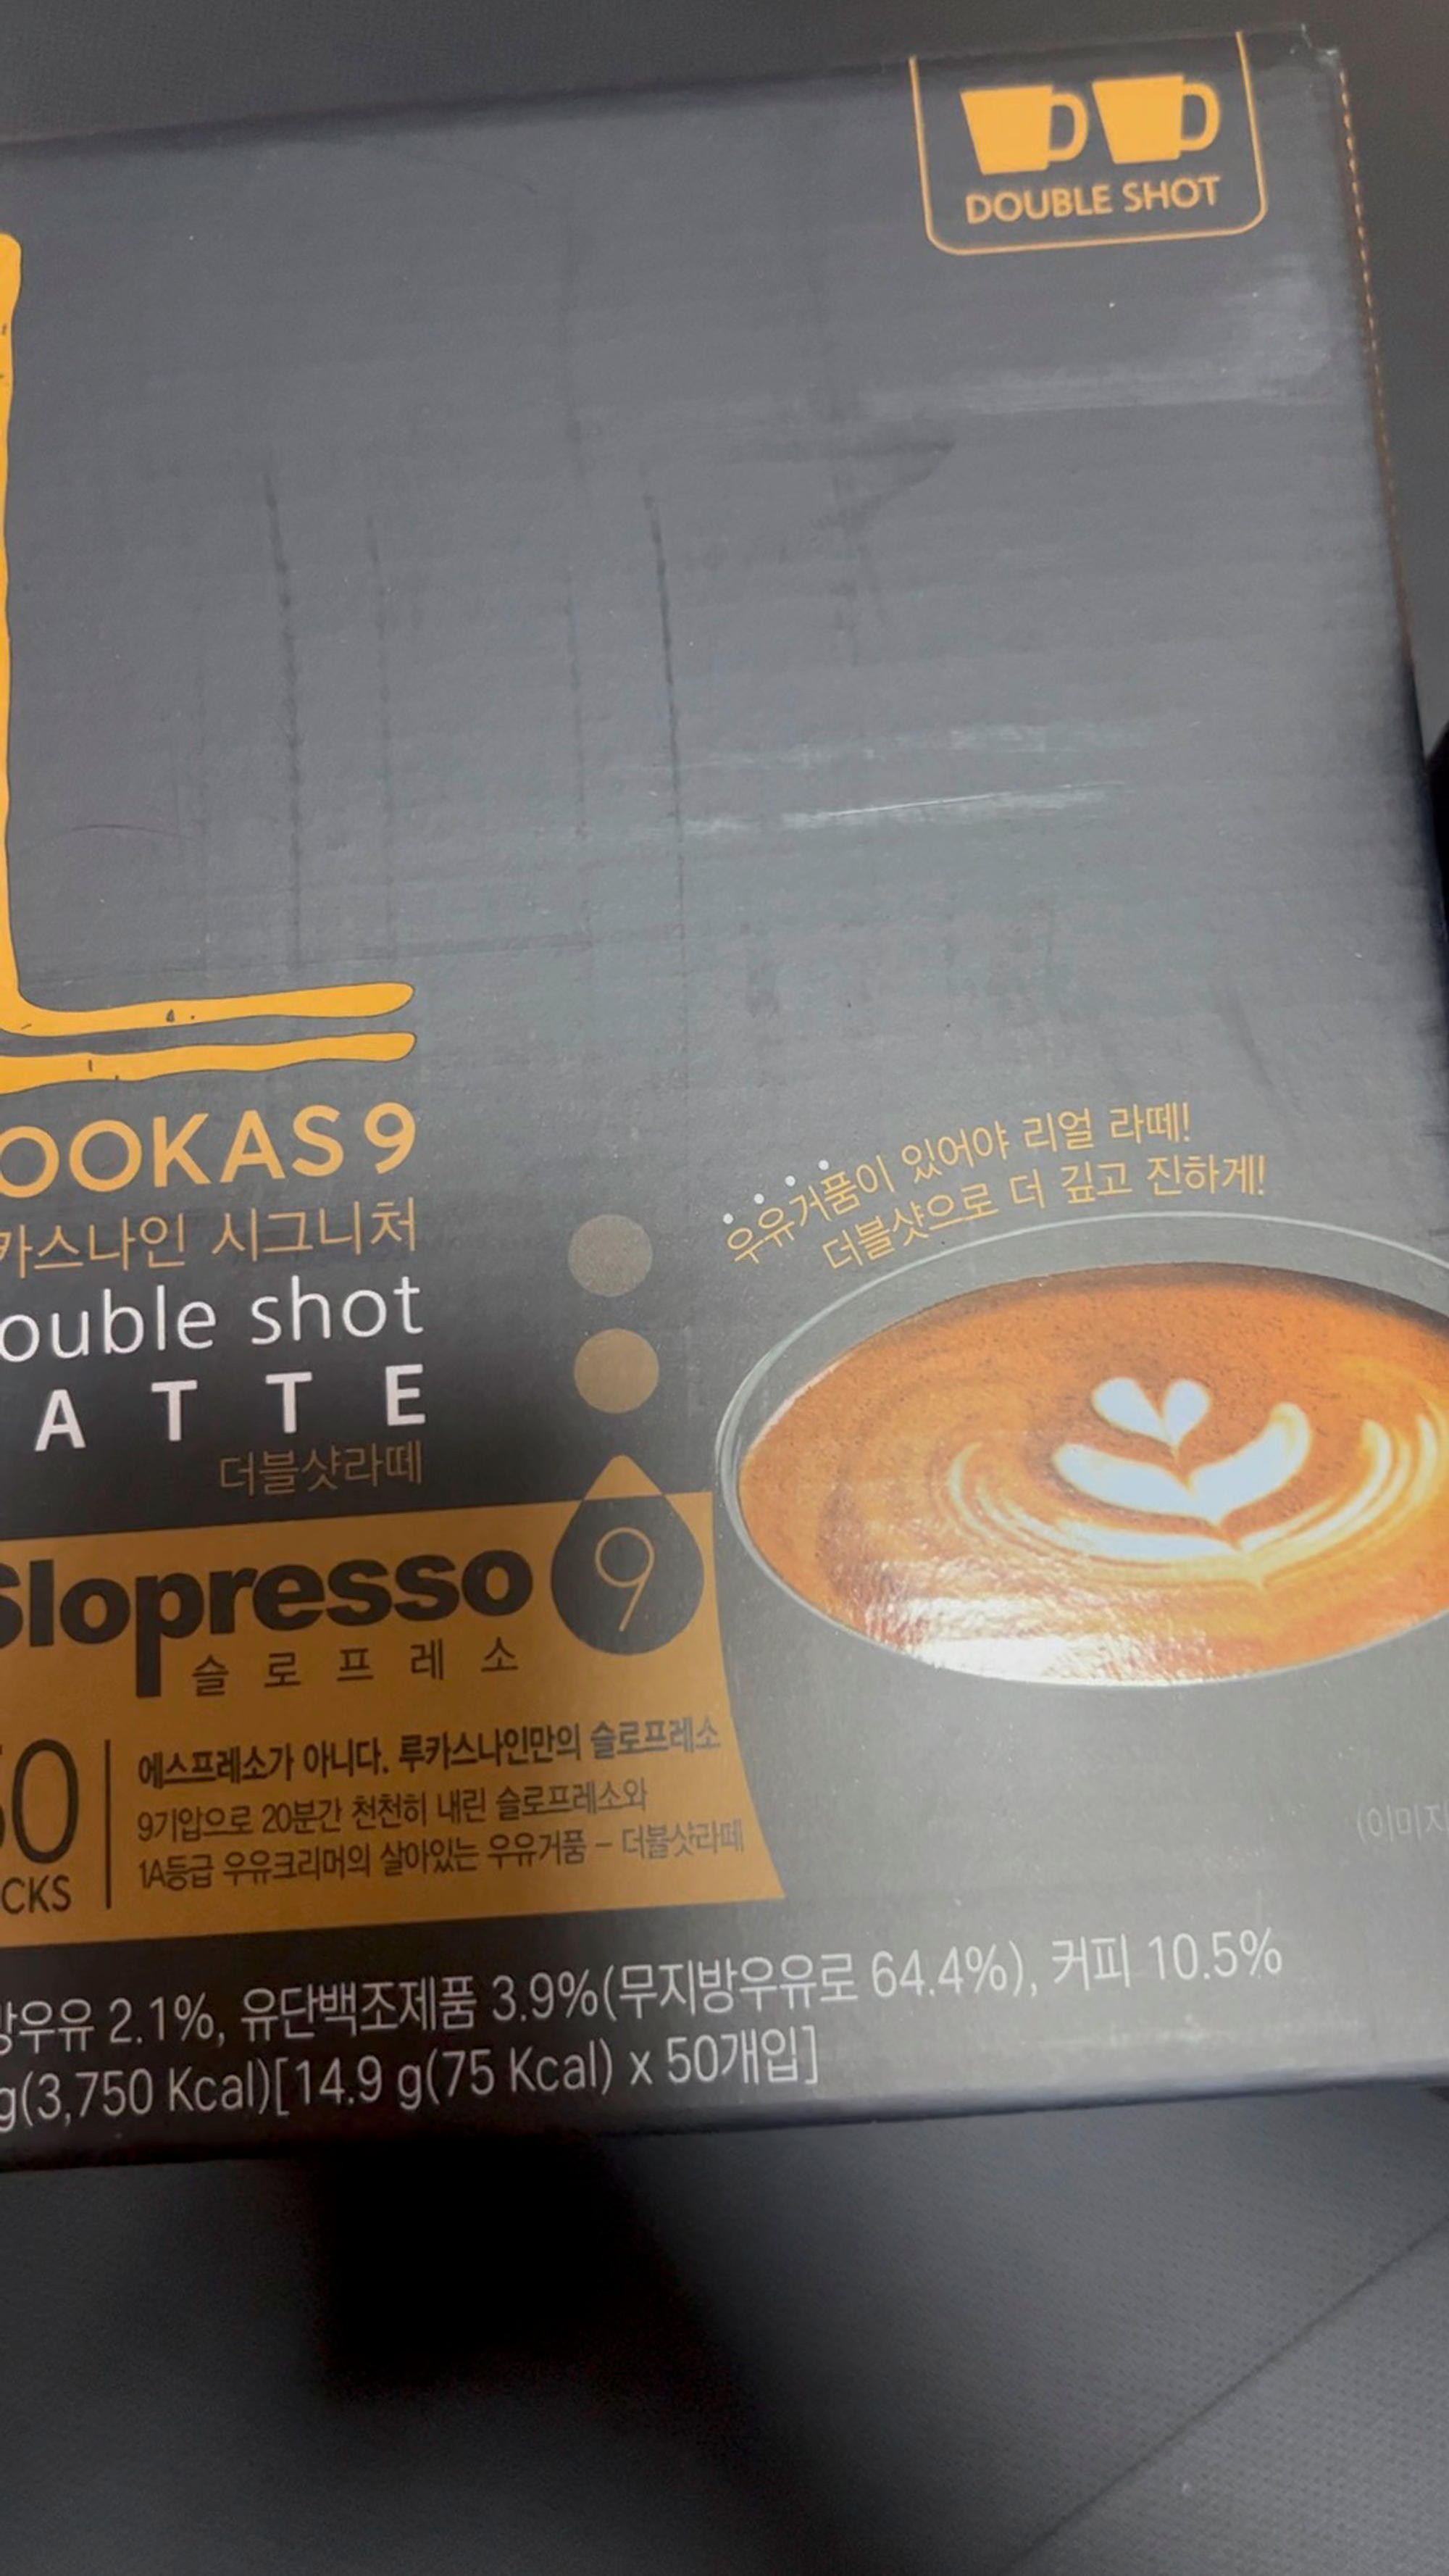 DOUBLE SHOT
OOKAS 9
카스나인 시그니처
ouble shot
ATTE
더블샷라떼
우유거품이 있어야 리얼 라떼!
더블샷으로 더 깊고 진하게!
Slopresso 9
슬로프레소
50
CKS
에스프레소가 아니다. 루카스나인만의 슬로프레소
9기압으로 20분간 천천히 내린 슬로프레소와
1A등급 우유크리머의 살아있는 우유거품 – 더블샷라떼
(이미지
방우유 2.1%, 유단백조제품 3.9%(무지방우유로 64.4%), 커피 10.5%
g(3,750 Kcal)[14.9 g(75 Kcal) x 50개입]